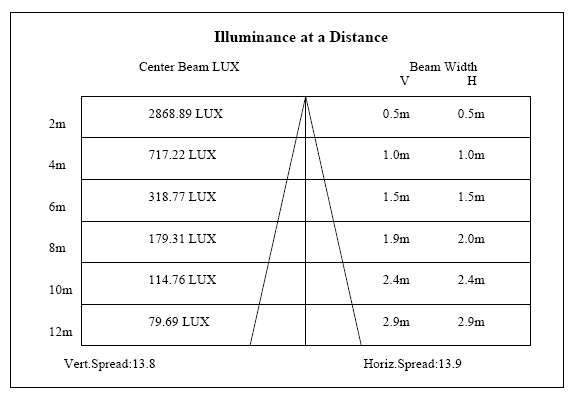 Illuminance at a Distance
Center Beam LUX Beam Width
V H
2m 2868.89 LUX 0.5m 0.5m
4m 717.22 LUX 1.0m 1.0m
6m 318.77 LUX 1.5m 1.5m
8m 179.31 LUX 1.9m 2.0m
10m 114.76 LUX 2.4m 2.4m
12m 79.69 LUX 2.9m 2.9m
Vert.Spread:13.8 Horiz.Spread:13.9